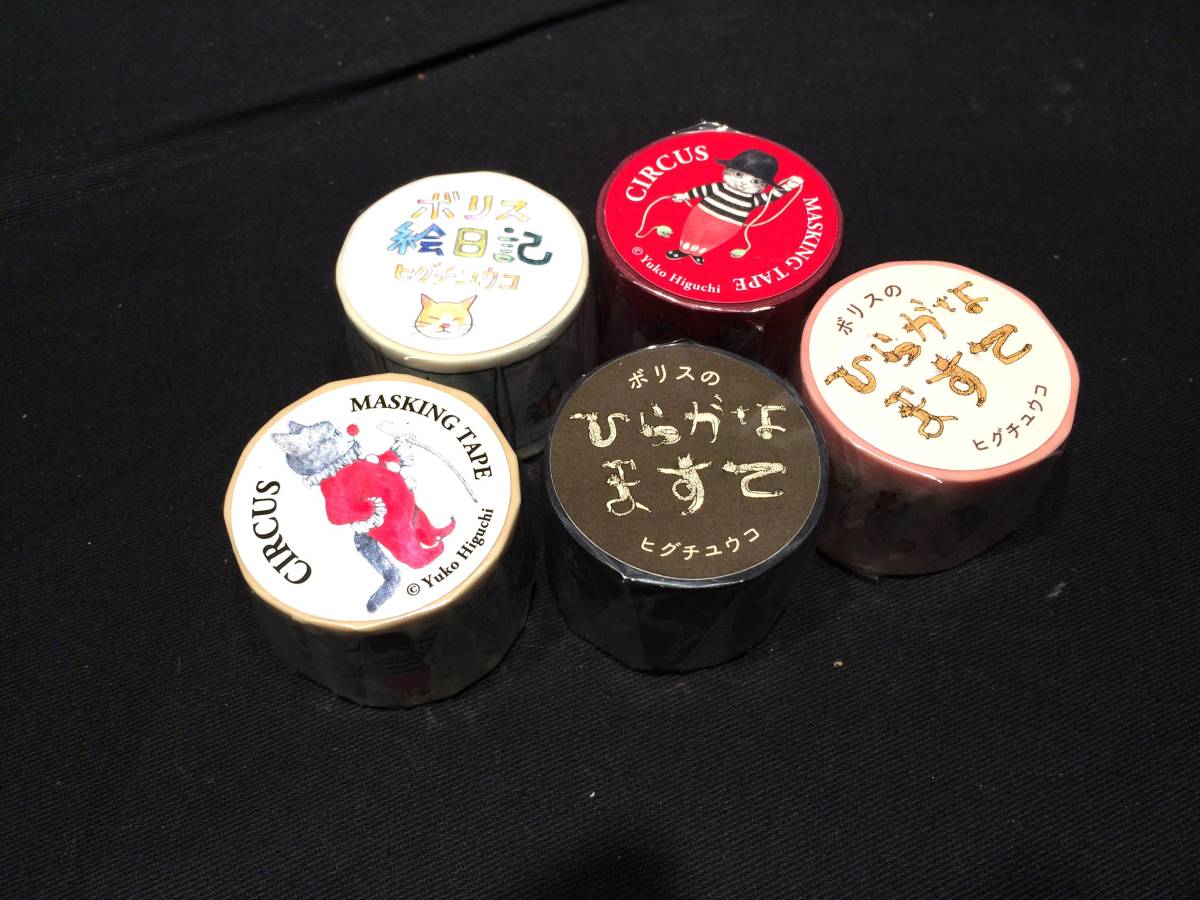 ボリス
絵日記
ヒグチユウコ
CIRCUS
MASKING TAPE
© Yuko Higuchi
ボリスの
ひらがな
ますて
ヒグチユウコ
MASKING TAPE
CIRCUS
© Yuko Higuchi
ボリスの
ひらがな
ますて
ヒグチユウコ